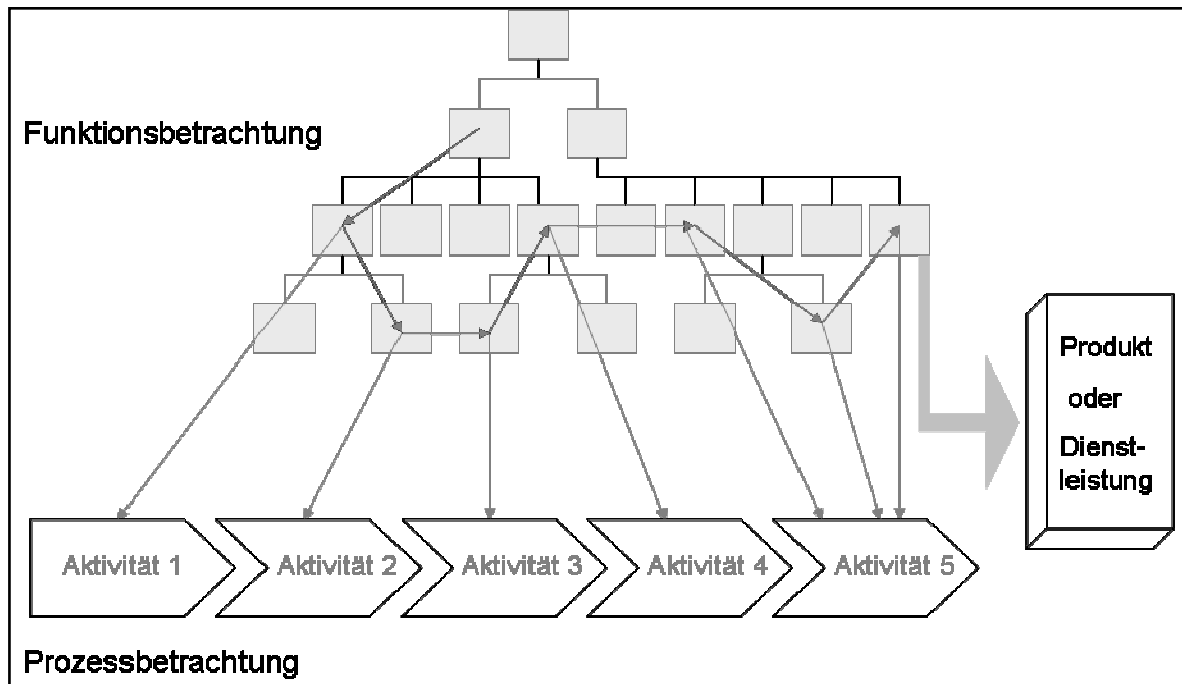 Funktionsbetrachtung
Produkt
oder
Dienst-
leistung
Aktivität 1
Aktivität 2
Aktivität 3
Aktivität 4
Aktivität 5
Prozessbetrachtung